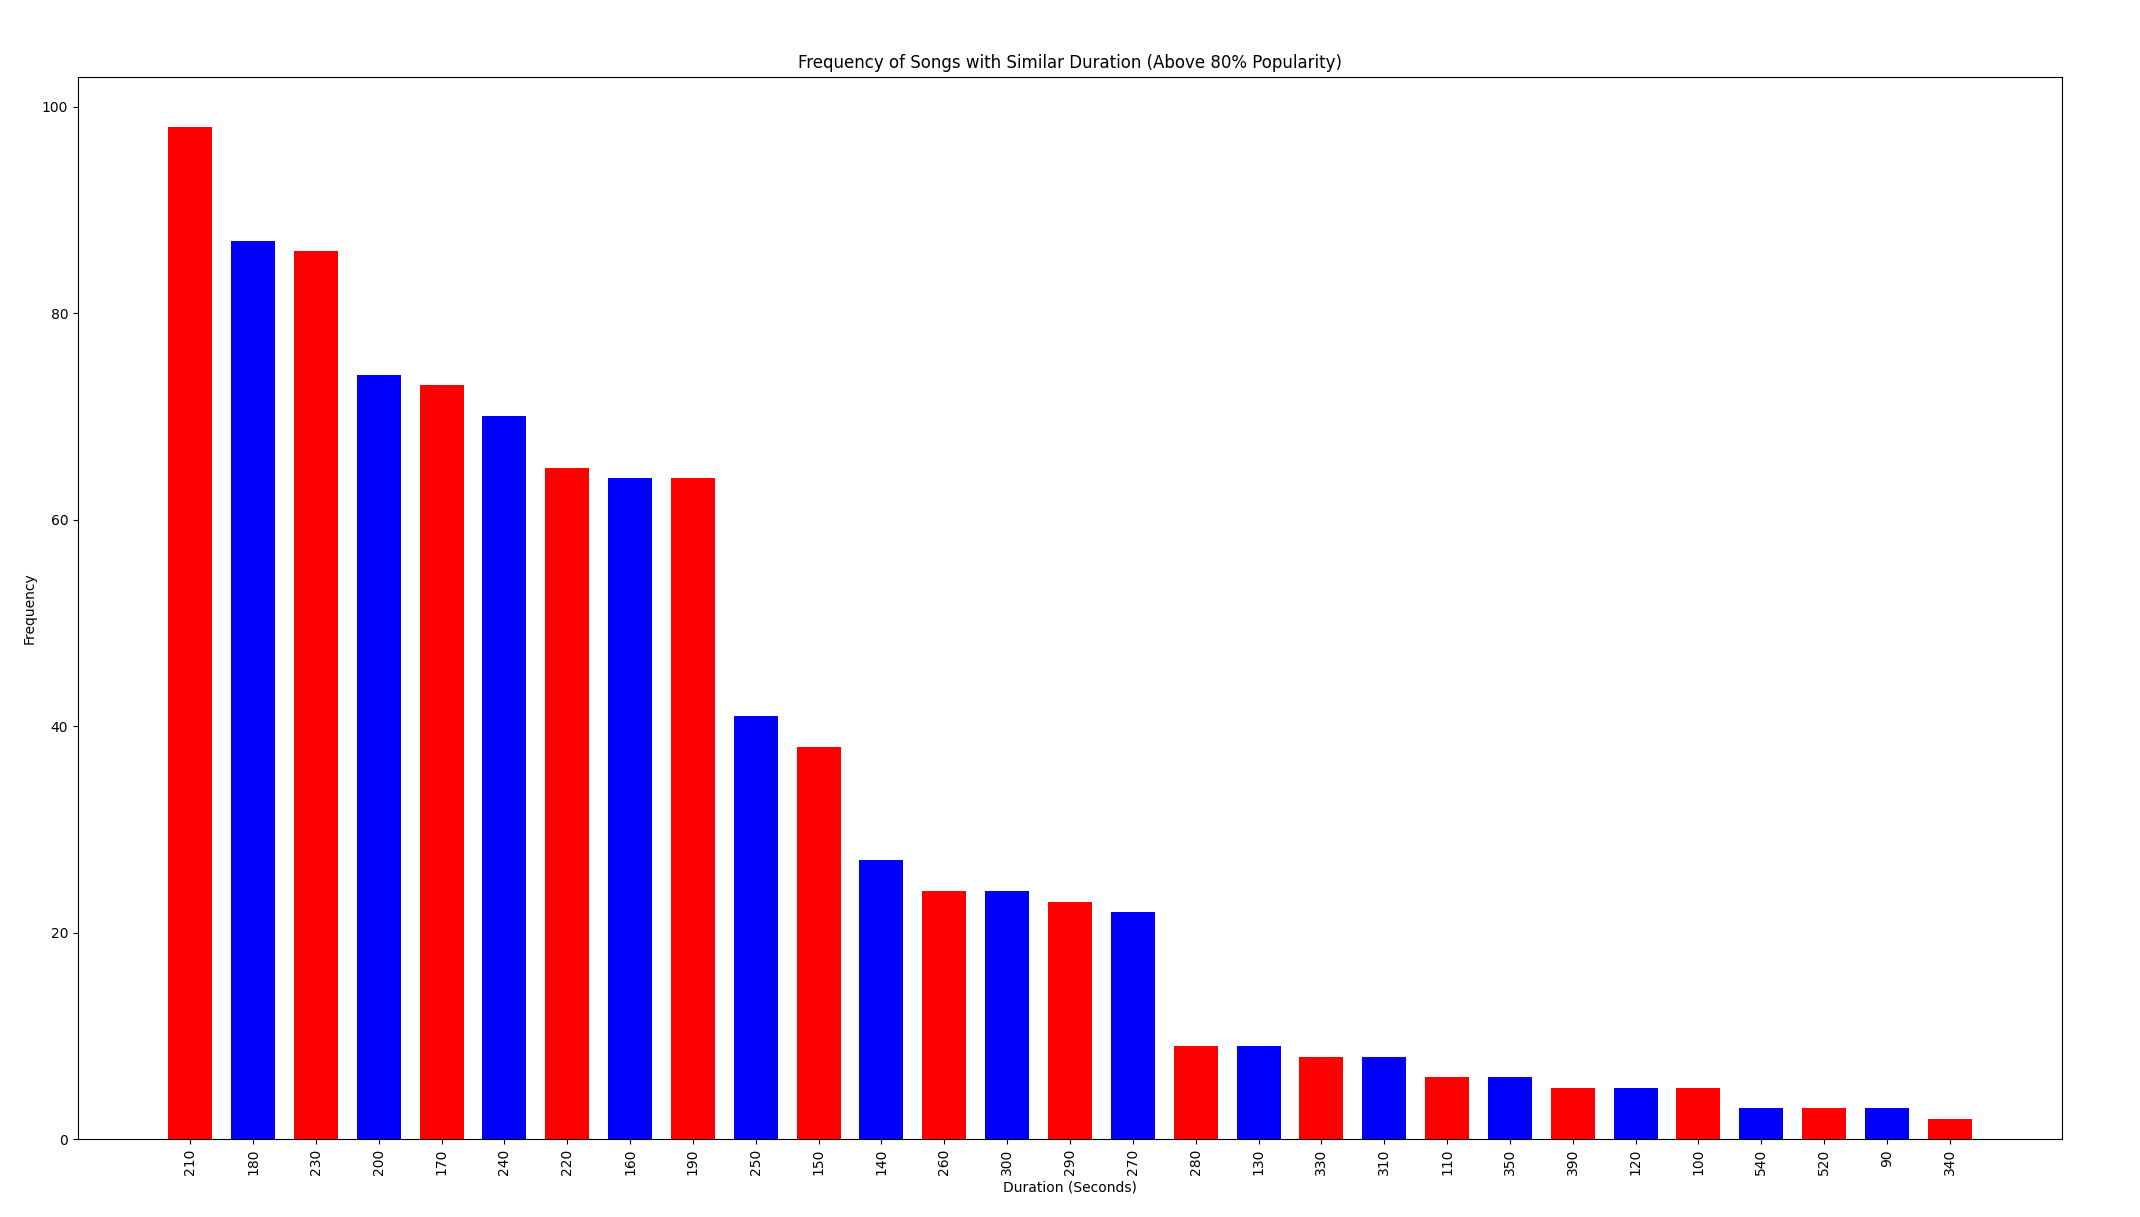 Frequency of Songs with Similar Duration (Above 80% Popularity)
100
80
60
40
20
0
Frequency
210 180 230 200 170 240 220 160 190 250 150 140 260 300 290 270 280 130 330 310 110 350 390 120 100 540 520 90 340
Duration (Seconds)